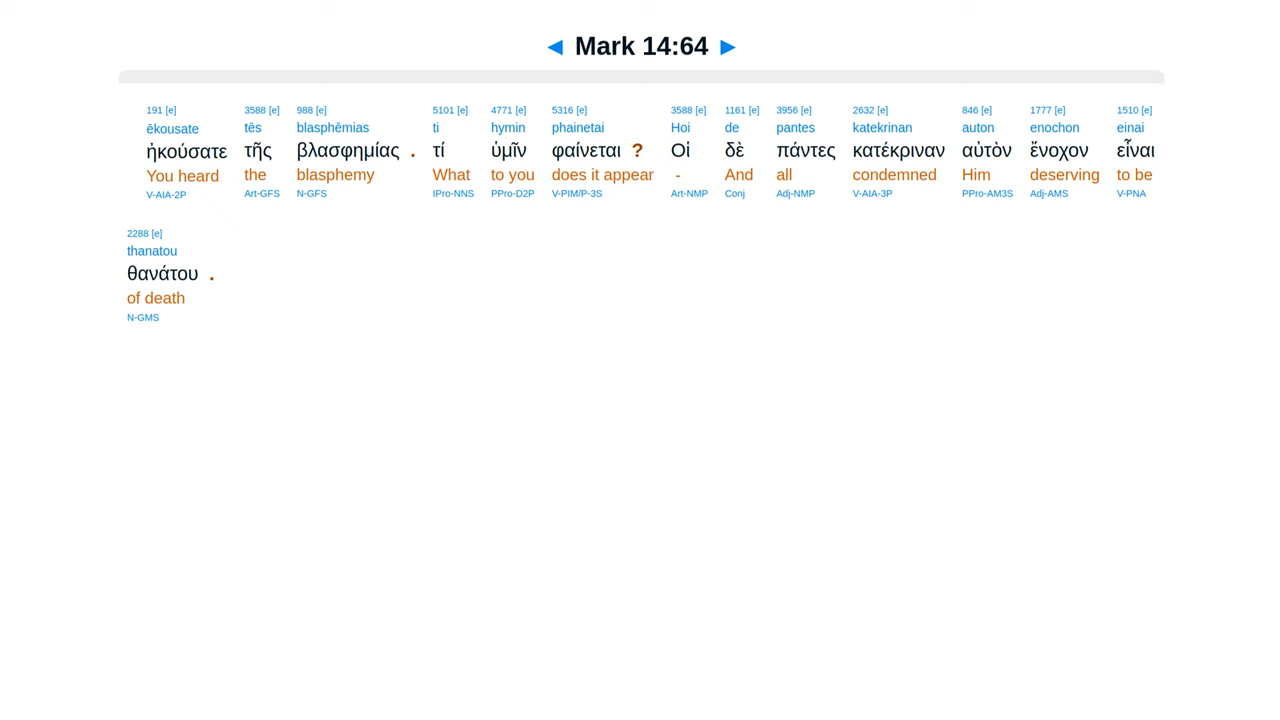 ◄ Mark 14:64 ►
191 [e] 3588 [e] 988 [e] 5101 [e] 4771 [e] 5316 [e] 3588 [e] 1161 [e] 3956 [e] 2632 [e] 846 [e] 1777 [e] 1510 [e]
ēkousate tēs blasphēmias ti hymin phainetai Hoi de pantes katekrinan auton enochon einai
ἠκούσατε τῆς βλασφημίας . τί ὑμῖν φαίνεται ? Οἱ δὲ πάντες κατέκριναν αὐτὸν ἔνοχον εἶναι
You heard the blasphemy What to you does it appear - And all condemned Him deserving to be
V-AIA-2P Art-GFS N-GFS IPro-NNS PPro-D2P V-PIM/P-3S Art-NMP Conj Adj-NMP V-AIA-3P PPro-AM3S Adj-AMS V-PNA
2288 [e]
thanatou
θανάτου .
of death
N-GMS